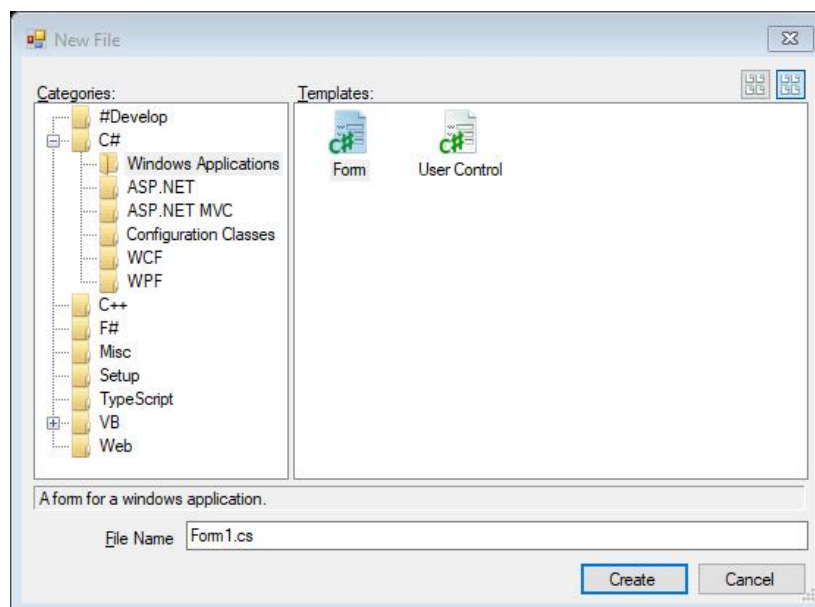 New File
Categories:
#Develop
C#
Windows Applications
ASP.NET
ASP.NET MVC
Configuration Classes
WCF
WPF
C++
F#
Misc
Setup
TypeScript
VB
Web
Templates:
C#
Form
C#
User Control
A form for a windows application.
File Name Form1.cs
Create Cancel